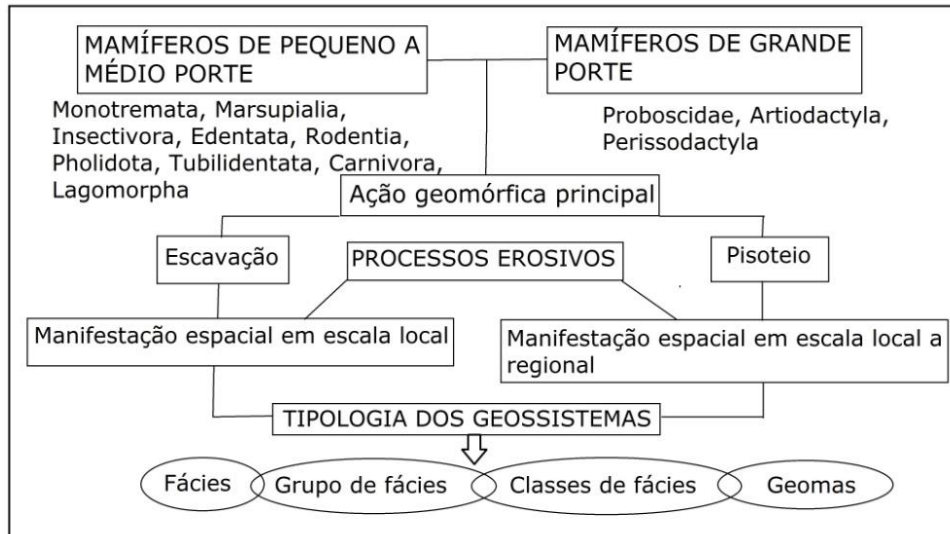 MAMÍFEROS DE PEQUENO A
MÉDIO PORTE
MAMÍFEROS DE GRANDE
PORTE
Monotremata, Marsupialia,
Insectivora, Edentata, Rodentia,
Pholidota, Tubilidentata, Carnivora,
Lagomorpha
Proboscidae, Artiodactyla,
Perissodactyla
Ação geomórfica principal
Escavação
PROCESSOS EROSIVOS
Pisoteio
Manifestação espacial em escala local
Manifestação espacial em escala local a
regional
TIPOLOGIA DOS GEOSSISTEMAS
Fácies
Grupo de fácies
Classes de fácies
Geomas